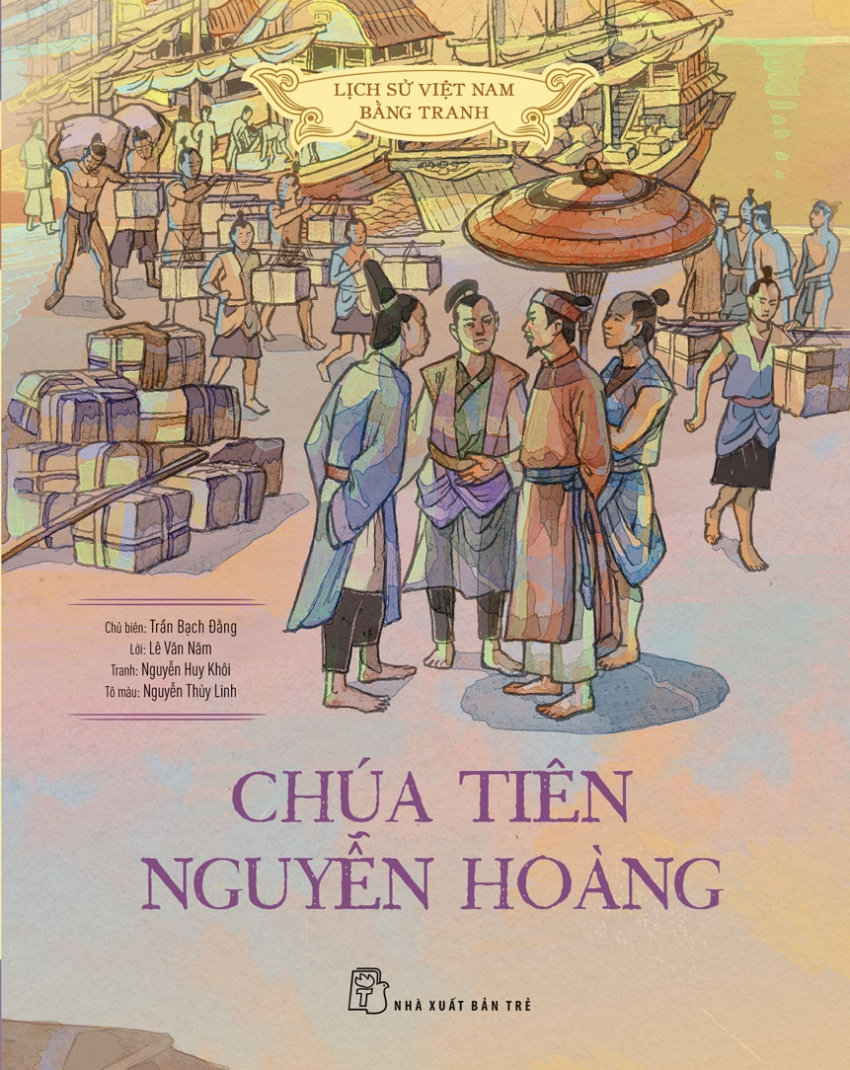 LỊCH SỬ VIỆT NAM
BẰNG TRANH
Chủ biên: Trần Bạch Đằng
Lời: Lê Văn Năm
Tranh: Nguyễn Huy Khôi
Tô màu: Nguyễn Thùy Linh
CHÚA TIÊN
NGUYỄN HOÀNG
T
NHÀ XUẤT BẢN TRẺ